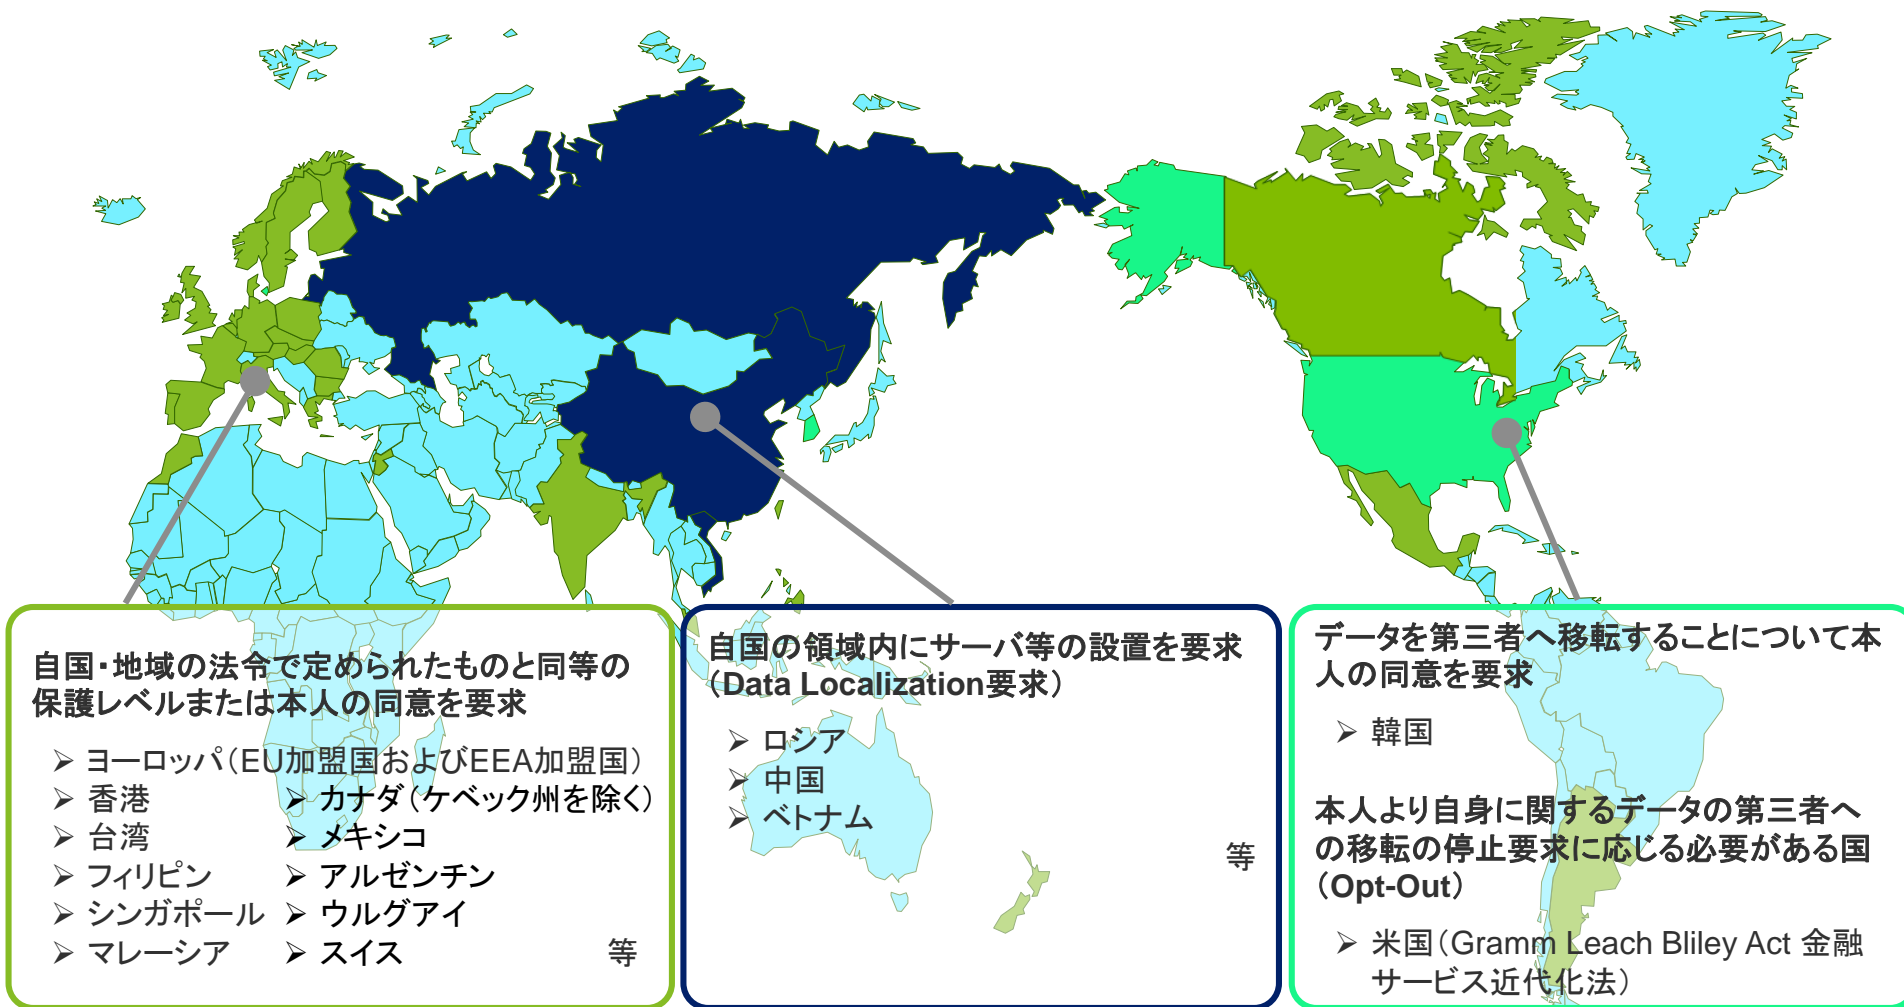 自国・地域の法令で定められたものと同等の
保護レベルまたは本人の同意を要求
➢ ヨーロッパ（EU加盟国およびEEA加盟国）
➢ 香港
➢ 台湾
➢ フィリピン
➢ シンガポール
➢ マレーシア
➢ カナダ（ケベック州を除く）
➢ メキシコ
➢ アルゼンチン
➢ ウルグアイ
➢ スイス
等
自国の領域内にサーバ等の設置を要求
（Data Localization要求）
➢ ロシア
➢ 中国
➢ ベトナム
等
データを第三者へ移転することについて本
人の同意を要求
➢ 韓国
本人より自身に関するデータの第三者へ
の移転の停止要求に応じる必要がある国
（Opt-Out）
➢ 米国（Gramm Leach Bliley Act 金融
サービス近代化法）